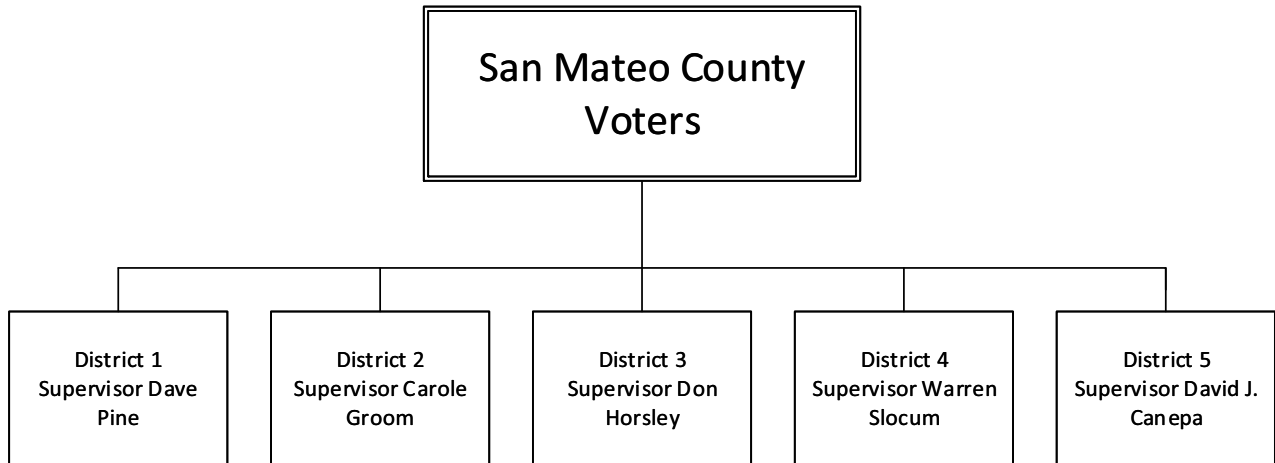 San Mateo County
Voters
District 1
Supervisor Dave
Pine
District 2
Supervisor Carole
Groom
District 3
Supervisor Don
Horsley
District 4
Supervisor Warren
Slocum
District 5
Supervisor David J.
Canepa